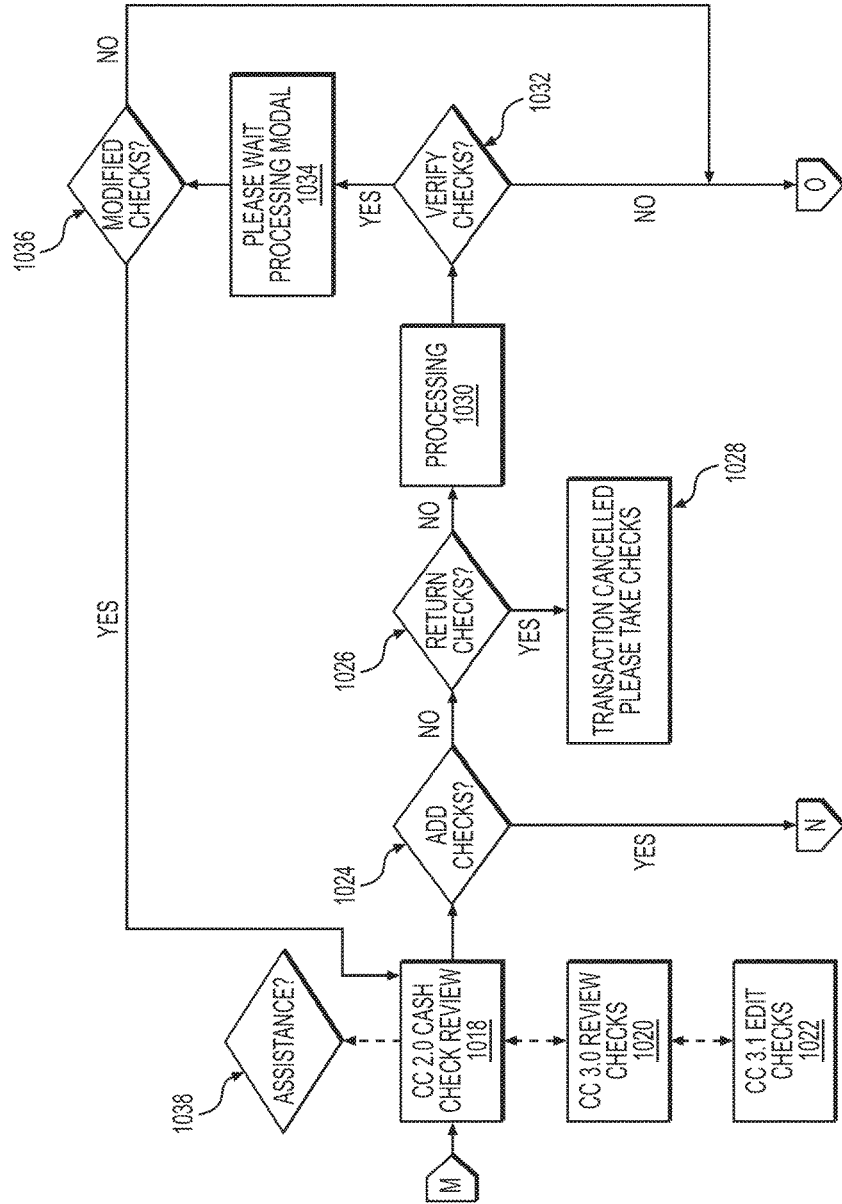 M
CC 2.0 CASH
CHECK REVIEW
1018
ASSISTANCE?
1038
CC 3.0 REVIEW
CHECKS
1020
CC 3.1 EDIT
CHECKS
1022
ADD
CHECKS?
1024
YES
N
NO
RETURN
CHECKS?
1026
YES
TRANSACTION CANCELLED
PLEASE TAKE CHECKS
1028
NO
PROCESSING
1030
VERIFY
CHECKS?
1032
NO
O
YES
PLEASE WAIT
PROCESSING MODAL
1034
MODIFIED
CHECKS?
1036
YES
NO